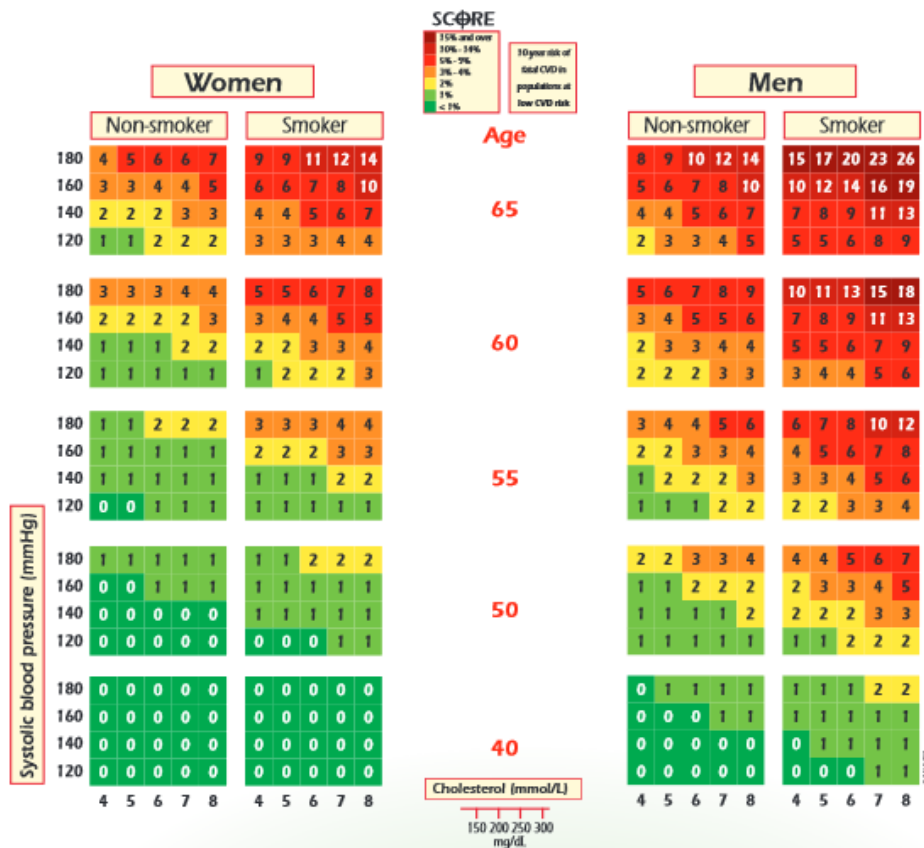 SCORE
15% and over
10% - 14%
5% - 9%
3% - 4%
2%
1%
< 1%
10 year risk of
fatal CVD in
populations at
low CVD risk
Women
Men
Non-smoker Smoker Age Non-smoker Smoker
180 4 5 6 6 7 9 9 11 12 14 8 9 10 12 14 15 17 20 23 26
160 3 3 4 4 5 6 6 7 8 10 5 6 7 8 10 10 12 14 16 19
65
140 2 2 2 3 3 4 4 5 6 7 4 4 5 6 7 7 8 9 11 13
120 1 1 2 2 2 3 3 3 4 4 2 3 3 4 5 5 5 6 8 9
180 3 3 3 4 4 5 5 6 7 8 5 6 7 8 9 10 11 13 15 18
160 2 2 2 2 3 3 4 4 5 5 3 4 5 5 6 7 8 9 11 13
60
140 1 1 1 2 2 2 2 3 3 4 2 3 3 4 4 5 5 6 7 9
120 1 1 1 1 1 1 2 2 2 3 2 2 2 3 3 3 4 4 5 6
180 1 1 2 2 2 3 3 3 4 4 3 4 4 5 6 6 7 8 10 12
160 1 1 1 1 1 2 2 2 3 3 2 2 3 3 4 4 5 6 7 8
55
140 1 1 1 1 1 1 1 1 2 2 1 2 2 2 3 3 3 4 5 6
120 0 0 1 1 1 1 1 1 1 1 1 1 1 2 2 2 2 3 3 4
180 1 1 1 1 1 1 1 2 2 2 2 2 3 3 4 4 4 5 6 7
160 0 0 1 1 1 1 1 1 1 1 1 1 2 2 2 2 3 3 4 5
50
140 0 0 0 0 0 1 1 1 1 1 1 1 1 1 2 2 2 2 3 3
120 0 0 0 0 0 0 0 0 1 1 1 1 1 1 1 1 1 2 2 2
180 0 0 0 0 0 0 0 0 0 0 0 1 1 1 1 1 1 1 2 2
160 0 0 0 0 0 0 0 0 0 0 0 0 0 1 1 1 1 1 1 1
40
140 0 0 0 0 0 0 0 0 0 0 0 0 0 0 0 0 1 1 1 1
120 0 0 0 0 0 0 0 0 0 0 0 0 0 0 0 0 0 0 1 1
4 5 6 7 8 4 5 6 7 8 4 5 6 7 8 4 5 6 7 8
Systolic blood pressure (mmHg)
Cholesterol (mmol/L)
150 200 250 300
mg/dL